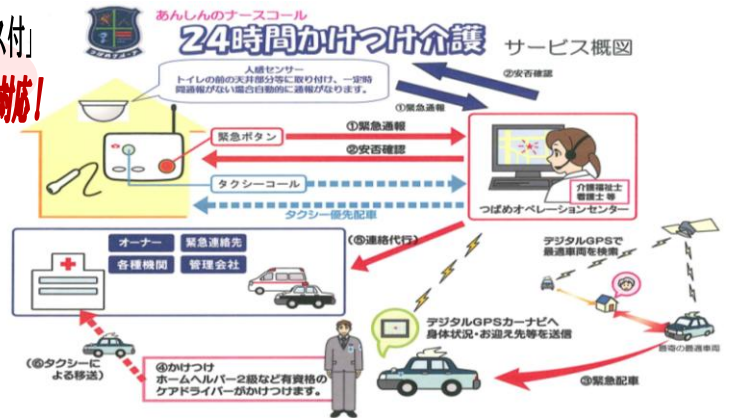 ス付」
対応!
あんしんのナースコール
24時間かけつけ介護 サービス概図
人感センサー
トイレの前の天井部分等に取り付け、一定時
間通報がない場合自動的に通報がなります。
②安否確認
①緊急通報
緊急ボタン
①緊急通報
②安否確認
タクシーコール
タクシー優先配車
介護福祉士
看護士 等
つばめオペレーションセンター
オーナー
緊急連絡先
各種機関
管理会社
(⑤連絡代行)
デジタルGPSで
最適車両を検索
デジタルGPSカーナビへ
身体状況・お迎え先等を送信
最寄の最適車両
③緊急配車
(⑥タクシーに
よる移送)
④かけつけ
ホームヘルパー2級など有資格の
ケアドライバーがかけつけます。